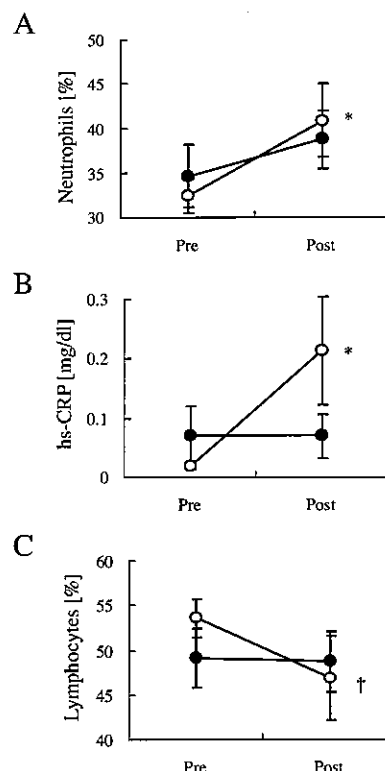 A
50
45
40
35
30
Neutrophils [%]
*
Pre Post
B
0.3
0.2
0.1
0
hs-CRP [mg/dl]
*
Pre Post
C
60
55
50
45
40
Lymphocytes [%]
†
Pre Post